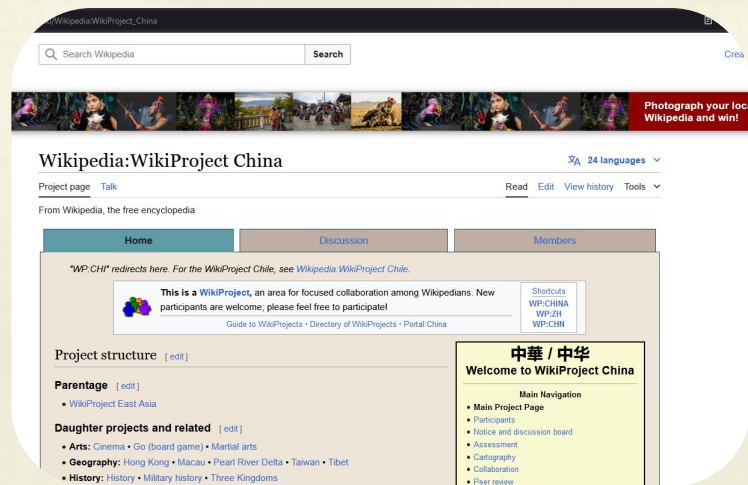 ki/Wikipedia:WikiProject_China
Search Wikipedia
Search
Crea
Photograph your loca
Wikipedia and win!
Wikipedia:WikiProject China
24 languages
Project page Talk
Read Edit View history Tools
From Wikipedia, the free encyclopedia
Home
Discussion
Members
"WP:CHI" redirects here. For the WikiProject Chile, see Wikipedia:WikiProject Chile.
This is a WikiProject, an area for focused collaboration among Wikipedians. New
participants are welcome; please feel free to participate!
Guide to WikiProjects • Directory of WikiProjects • Portal:China
Shortcuts
WP:CHINA
WP:ZH
WP:CHN
Project structure [edit]
Parentage [edit]
• WikiProject East Asia
Daughter projects and related [edit]
• Arts: Cinema • Go (board game) • Martial arts
• Geography: Hong Kong • Macau • Pearl River Delta • Taiwan • Tibet
• History: History • Military history • Three Kingdoms
中華 / 中华
Welcome to WikiProject China
Main Navigation
• Main Project Page
• Participants
• Notice and discussion board
• Assessment
• Cartography
• Collaboration
• Peer review